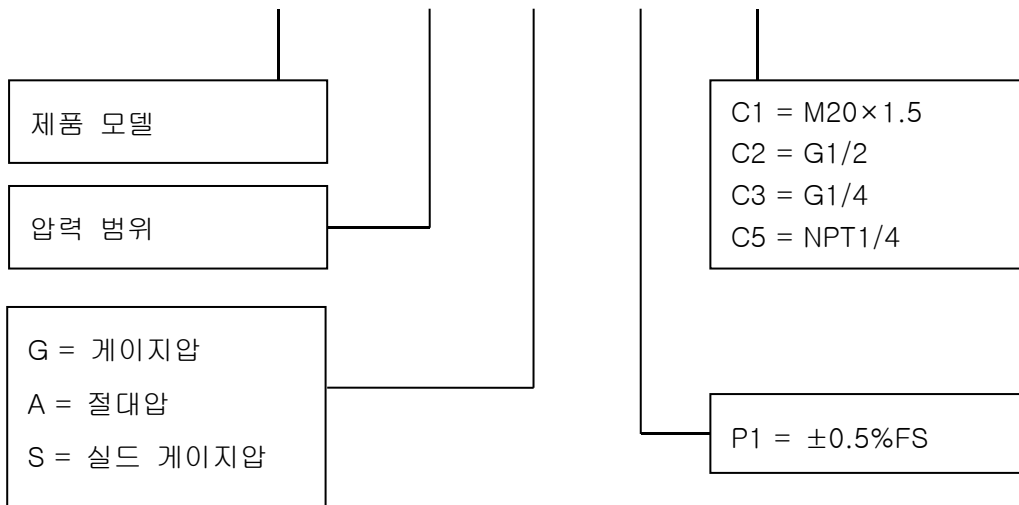 제품 모델
압력 범위
G = 게이지압
A = 절대압
S = 실드 게이지압
C1 = M20×1.5
C2 = G1/2
C3 = G1/4
C5 = NPT1/4
P1 = ±0.5%FS